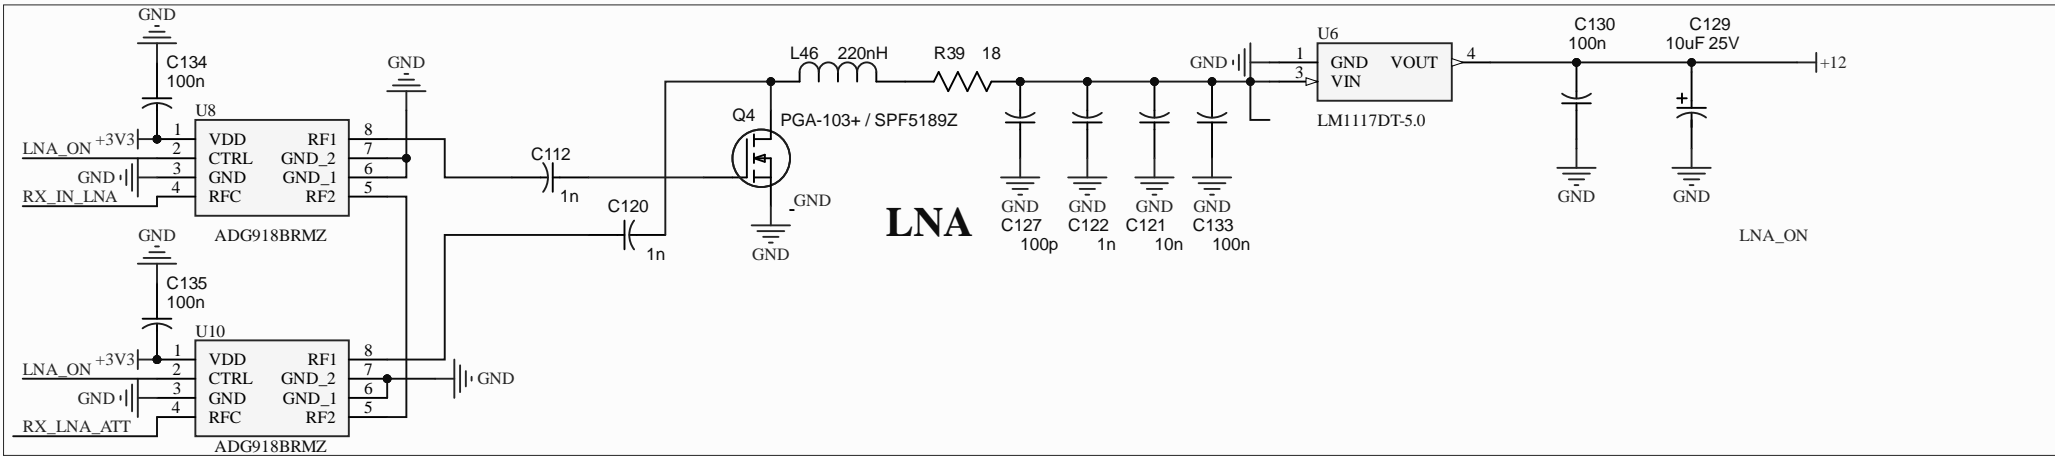 GND
C134
100n
GND
U8
+3V3
1 VDD RF1 8
LNA_ON 2 CTRL GND_2 7
GND 3 GND GND_1 6
RX_IN_LNA 4 RFC RF2 5
ADG918BRMZ
GND
C135
100n
U10
+3V3
1 VDD RF1 8
LNA_ON 2 CTRL GND_2 7
GND
GND 3 GND GND_1 6
RX_LNA_ATT 4 RFC RF2 5
ADG918BRMZ
C112
1n
C120
1n
L46 220nH
R39 18
Q4
PGA-103+ / SPF5189Z
GND
GND
LNA
GND GND GND GND
C127 C122 C121 C133
100p 1n 10n 100n
U6
GND 1 GND VOUT 4
3 VIN
LM1117DT-5.0
C130
100n
GND
C129
10uF 25V
+
GND
+12
LNA_ON